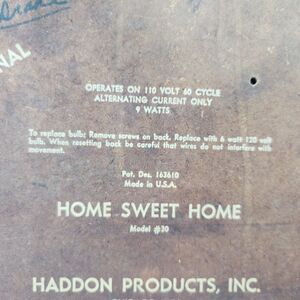 Drake
NAL
OPERATES ON 110 VOLT 60 CYCLE
ALTERNATING CURRENT ONLY
9 WATTS
To replace bulb: Remove screws on back. Replace with 6 watt 120 volt
bulb. When resetting back be careful that wires do not interfere with
movement.
Pat. Des. 163610
Made in U.S.A.
HOME SWEET HOME
Model #30
HADDON PRODUCTS, INC.